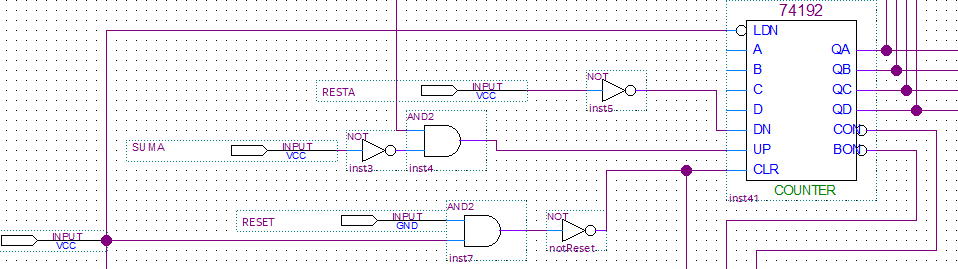 74192
LDN
A
QA
B
QB
C
QC
D
QD
DN
CON
UP
BON
CLR
COUNTER
inst41
RESTA
INPUT
VCC
NOT
inst5
AND2
inst4
SUMA
INPUT
VCC
NOT
inst3
AND2
inst7
RESET
INPUT
GND
NOT
notReset
INPUT
VCC